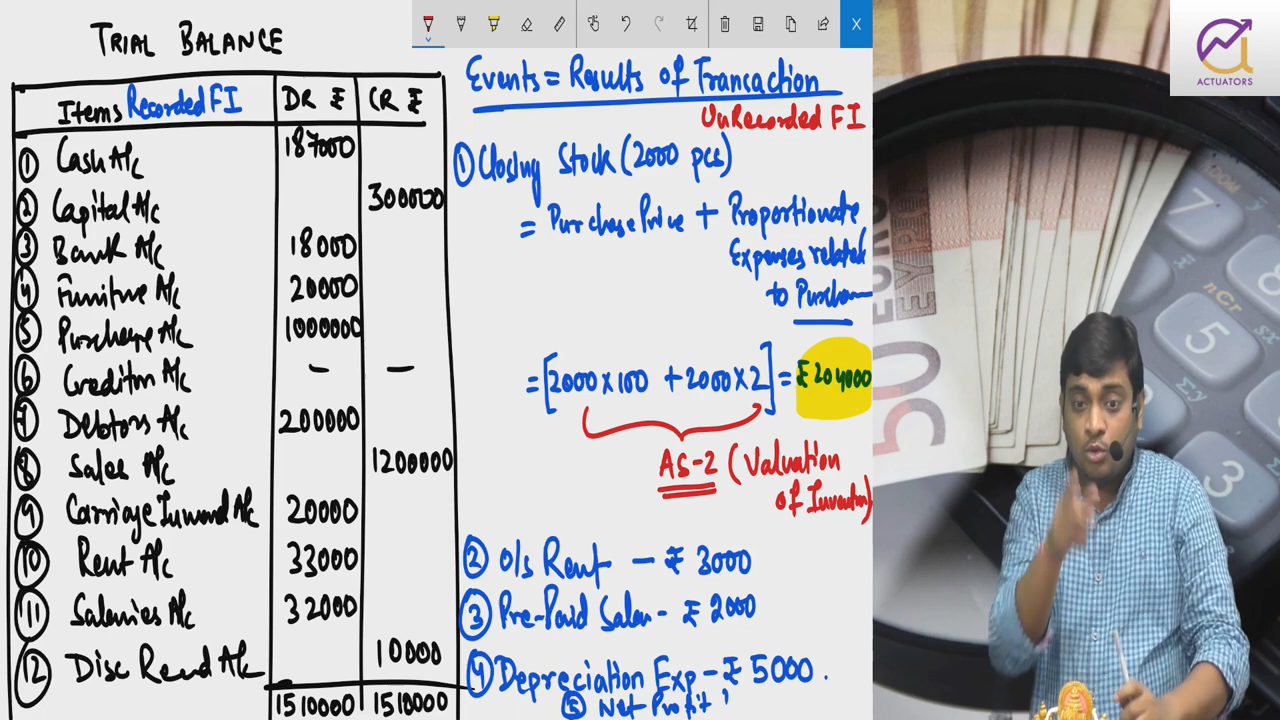 TRIAL BALANCE
Items Recorded FI DR ₹ CR ₹
① Cash A/c 187000
② Capital A/c 300000
③ Bank A/c 18000
④ Furniture A/c 20000
⑤ Purchase A/c 1000000
⑥ Creditors A/c - -
⑦ Debtors A/c 200000
⑧ Sales A/c 1200000
⑨ Carriage Inward A/c 20000
⑩ Rent A/c 33000
⑪ Salaries A/c 32000
⑫ Disc Recd A/c 10000
1510000 1510000
Events = Results of Transaction
UnRecorded FI
① Closing Stock (2000 pcs)
= Purchase Price + Proportionate
Expenses related
to Purchase
= [2000 x 100 + 2000 x 2] = ₹ 204000
AS-2 (Valuation
of Inventory)
② O/s Rent - ₹ 3000
③ Pre-Paid Salary - ₹ 2000
④ Depreciation Exp - ₹ 5000.
⑤ Net Profit
ACTUATORS